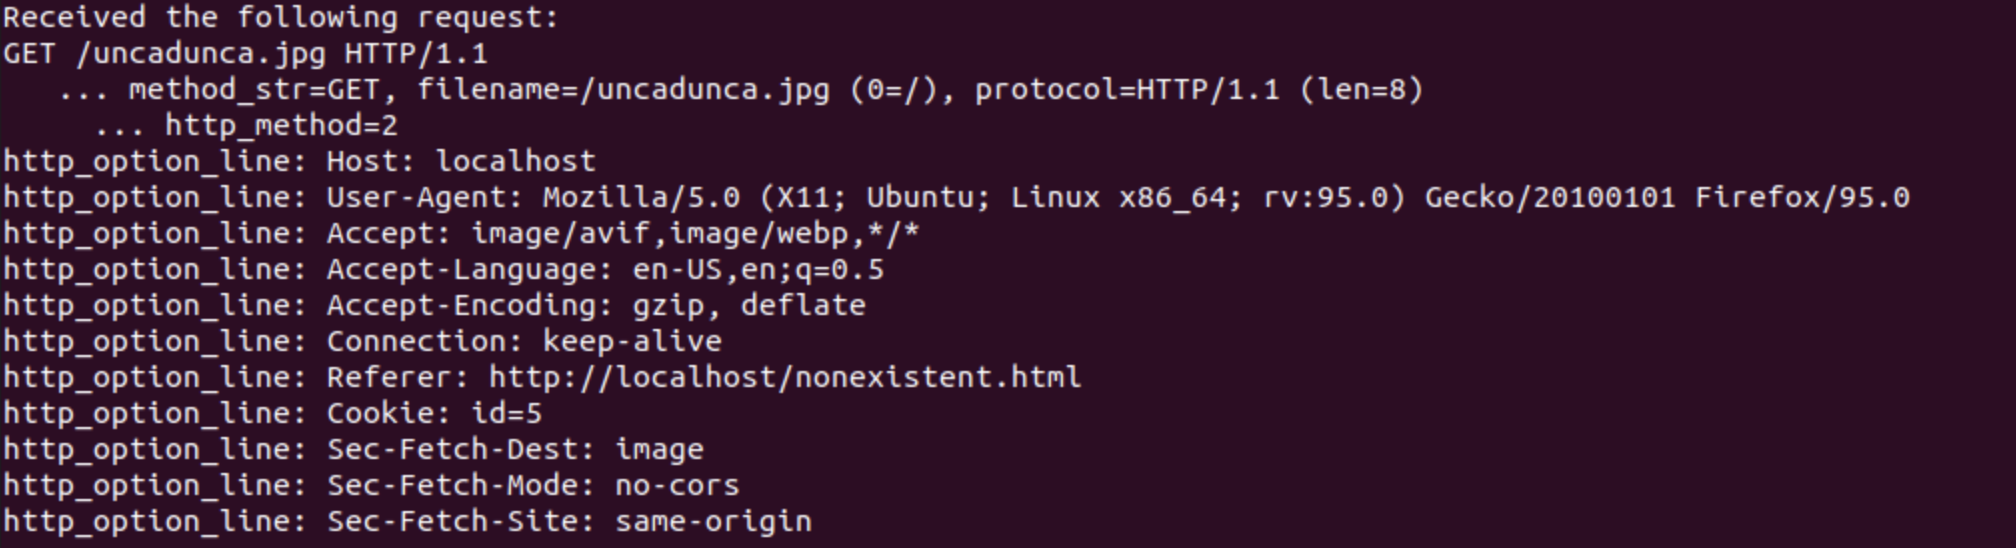 Received the following request:
GET /uncadunca.jpg HTTP/1.1
... method_str=GET, filename=/uncadunca.jpg (0=/), protocol=HTTP/1.1 (len=8)
... http_method=2
http_option_line: Host: localhost
http_option_line: User-Agent: Mozilla/5.0 (X11; Ubuntu; Linux x86_64; rv:95.0) Gecko/20100101 Firefox/95.0
http_option_line: Accept: image/avif,image/webp,*/*
http_option_line: Accept-Language: en-US,en;q=0.5
http_option_line: Accept-Encoding: gzip, deflate
http_option_line: Connection: keep-alive
http_option_line: Referer: http://localhost/nonexistent.html
http_option_line: Cookie: id=5
http_option_line: Sec-Fetch-Dest: image
http_option_line: Sec-Fetch-Mode: no-cors
http_option_line: Sec-Fetch-Site: same-origin